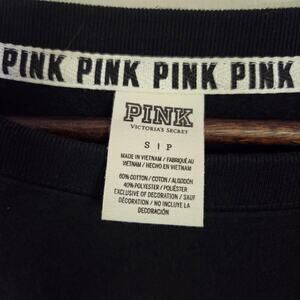 PINK PINK PINK PINK
PINK
VICTORIA'S SECRET
S | P
MADE IN VIETNAM / FABRIQUÉ AU
VIETNAM / HECHO EN VIETNAM
60% COTTON / COTON / ALGODÓN
40% POLYESTER / POLIÉSTER
EXCLUSIVE OF DECORATION / SAUF
DÉCORATION / NO INCLUYE LA
DECORACIÓN